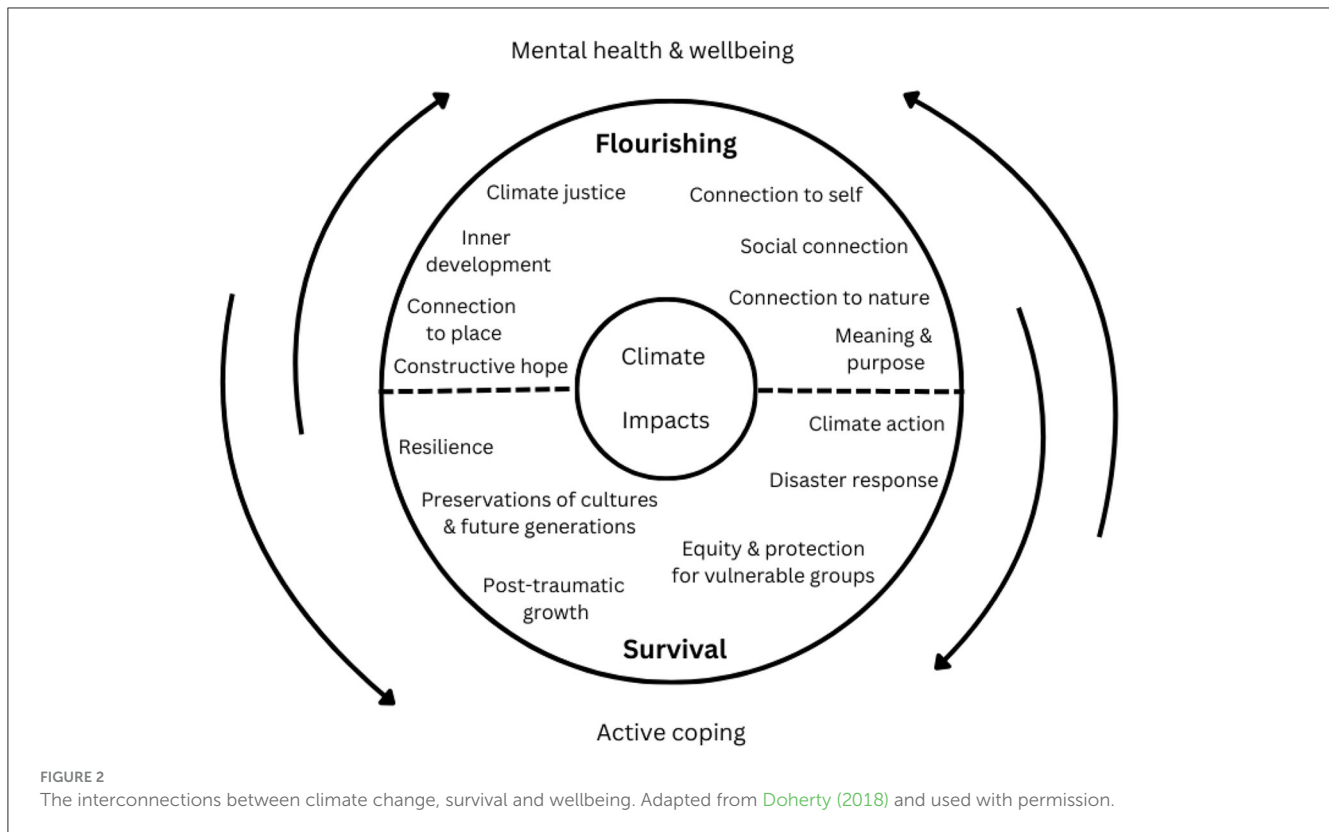 Mental health & wellbeing
Flourishing
Climate justice
Connection to self
Inner
development
Social connection
Connection
to place
Connection to nature
Constructive hope
Meaning &
purpose
Climate
Impacts
Resilience
Climate action
Preservations of cultures
& future generations
Disaster response
Post-traumatic
growth
Equity & protection
for vulnerable groups
Survival
Active coping
FIGURE 2
The interconnections between climate change, survival and wellbeing. Adapted from Doherty (2018) and used with permission.